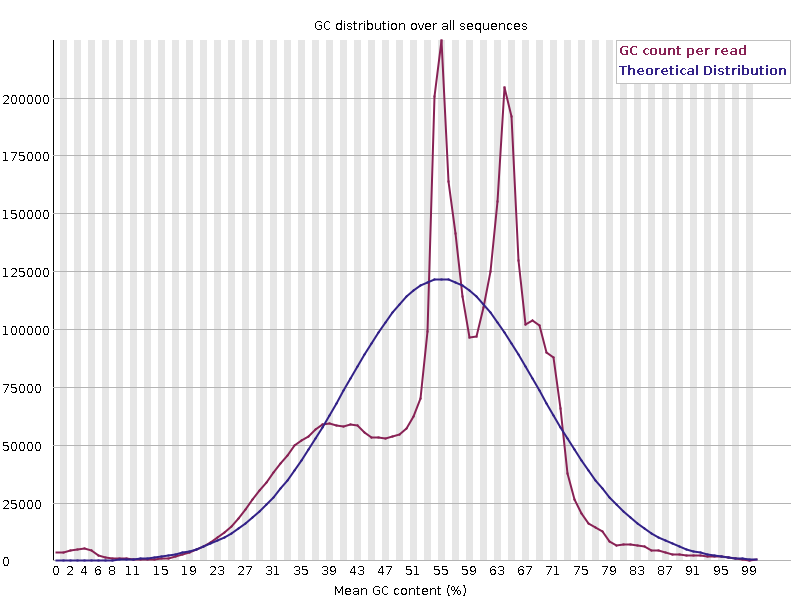 GC distribution over all sequences
GC count per read
Theoretical Distribution
200000
175000
150000
125000
100000
75000
50000
25000
0
0 2 4 6 8 11 15 19 23 27 31 35 39 43 47 51 55 59 63 67 71 75 79 83 87 91 95 99
Mean GC content (%)